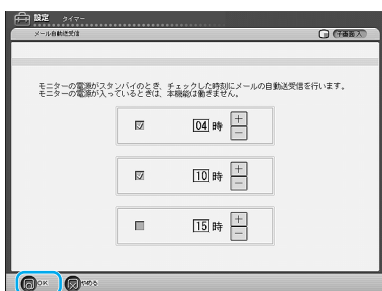 設定 タイマー
メール自動送受信
子画面入
モニターの電源がスタンバイのとき、チェックした時刻にメールの自動送受信を行います。
モニターの電源が入っているときは、本機能は働きません。
04 時 + −
10 時 + −
15 時 + −
OK やめる